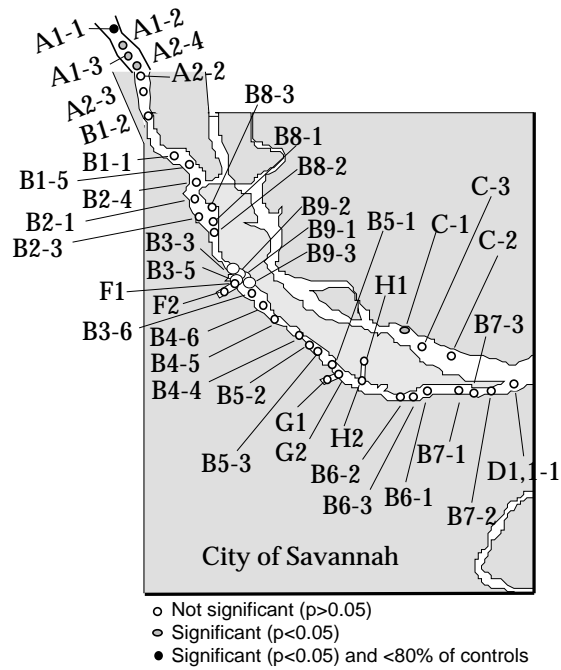 A1-1
A1-2
A1-3
A2-4
A2-2
A2-3
B1-2
B8-3
B8-1
B8-2
B1-1
B1-5
B2-4
B2-1
B2-3
B9-2
B9-1
B9-3
B5-1
C-1
C-3
C-2
B3-3
B3-5
F1
F2
B3-6
H1
B7-3
B4-6
B4-5
B4-4
B5-2
B5-3
G1
G2
H2
B6-2
B6-3
B6-1
B7-1
B7-2
D1,1-1
City of Savannah
Not significant (p>0.05)
Significant (p<0.05)
Significant (p<0.05) and <80% of controls